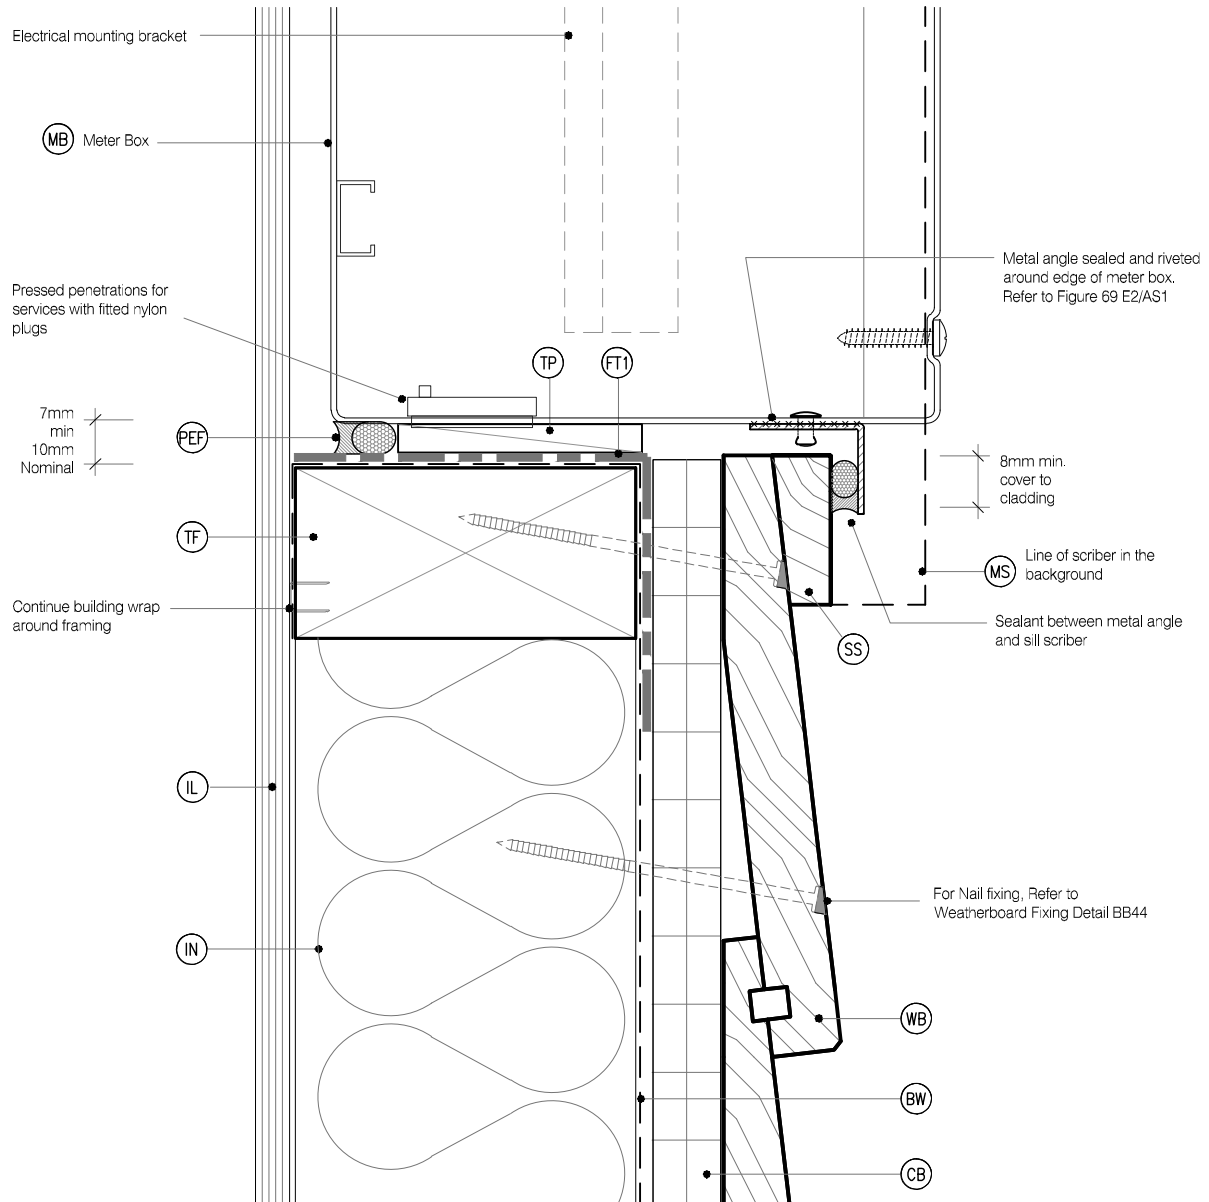 Electrical mounting bracket
MB Meter Box
Metal angle sealed and riveted
around edge of meter box.
Refer to Figure 69 E2/AS1
Pressed penetrations for
services with fitted nylon
plugs
TP
FT1
7mm
min
10mm
Nominal
PEF
8mm min.
cover to
cladding
TF
MS
Line of scriber in the
background
Continue building wrap
around framing
Sealant between metal angle
and sill scriber
SS
IL
For Nail fixing, Refer to
Weatherboard Fixing Detail BB44
IN
WB
BW
CB